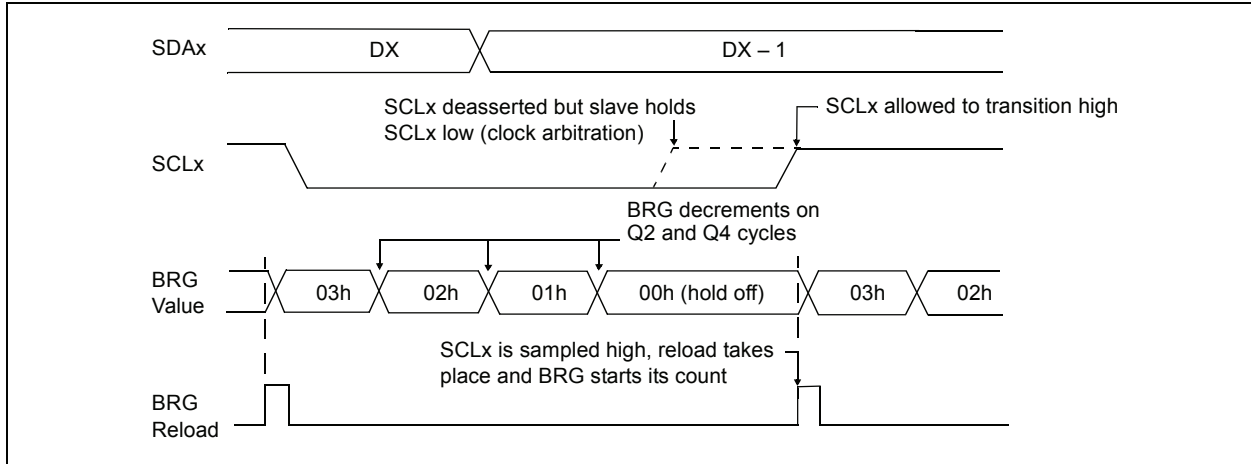 SDAx
DX
DX – 1
SCLx deasserted but slave holds
SCLx low (clock arbitration)
SCLx allowed to transition high
SCLx
BRG decrements on
Q2 and Q4 cycles
BRG
Value
03h
02h
01h
00h (hold off)
03h
02h
SCLx is sampled high, reload takes
place and BRG starts its count
BRG
Reload